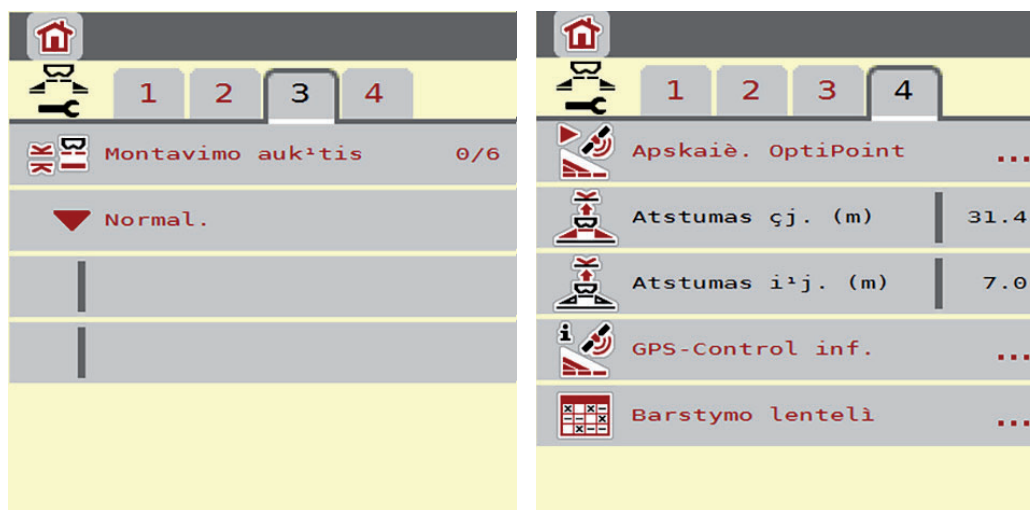 1 2 3 4
Montavimo auk¹tis 0/6
Normal.
1 2 3 4
Apskaiè. OptiPoint ...
Atstumas çj. (m) 31.4
Atstumas i¹j. (m) 7.0
GPS-Control inf. ...
Barstymo lentelì ...